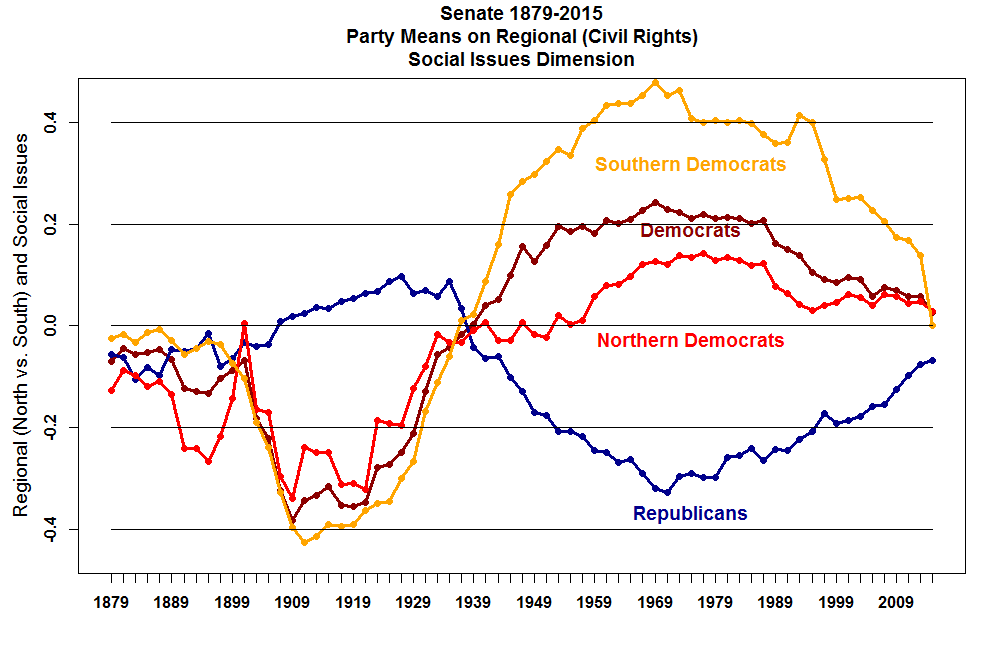 Senate 1879-2015
Party Means on Regional (Civil Rights)
Social Issues Dimension
Regional (North vs. South) and Social Issues
0.4
0.2
0.0
-0.2
-0.4
Southern Democrats
Democrats
Northern Democrats
Republicans
1879 1889 1899 1909 1919 1929 1939 1949 1959 1969 1979 1989 1999 2009